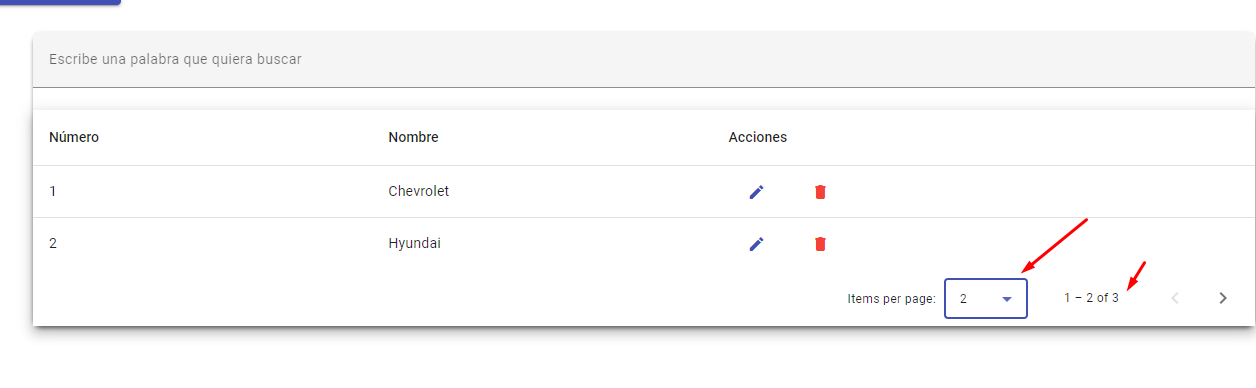 Escribe una palabra que quiera buscar
Número Nombre Acciones
1 Chevrolet
2 Hyundai
Items per page: 2 1 – 2 of 3